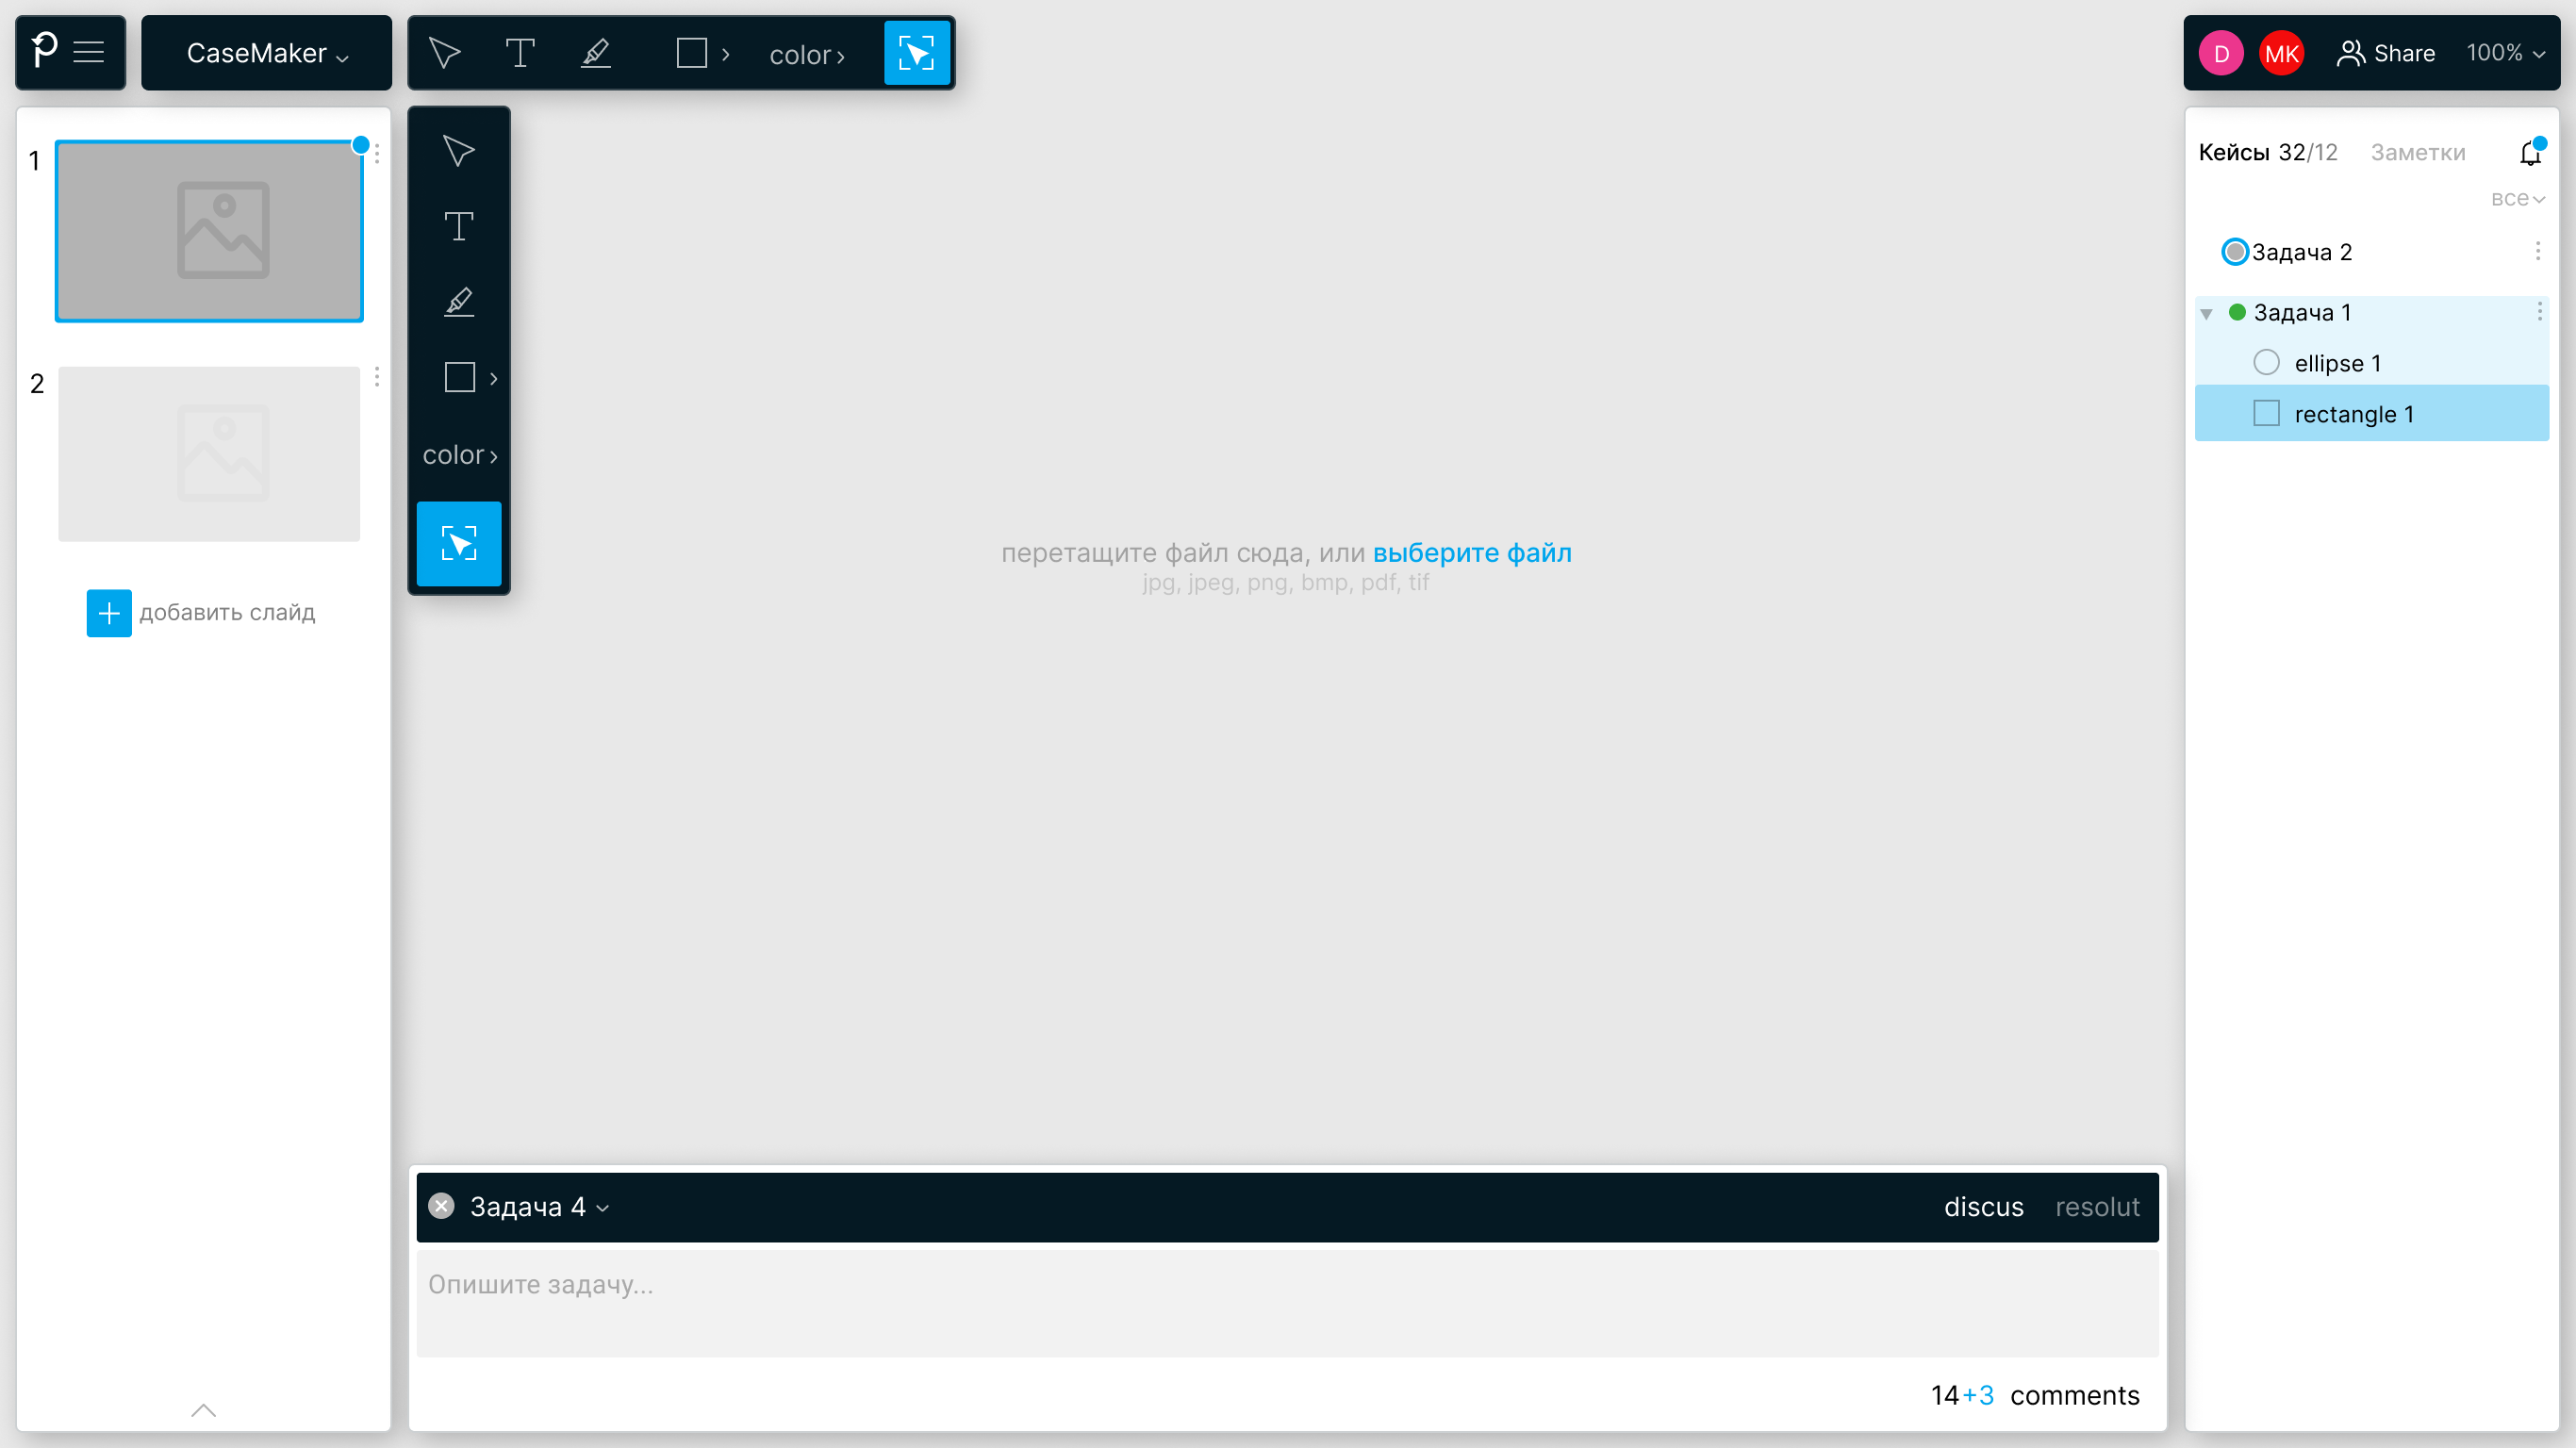 CaseMaker
color
D
MK
Share
100%
1
2
добавить слайд
color
перетащите файл сюда, или выберите файл
jpg, jpeg, png, bmp, pdf, tif
Кейсы 32/12
Заметки
все
Задача 2
Задача 1
ellipse 1
rectangle 1
Задача 4
discus
resolut
Опишите задачу...
14+3 comments